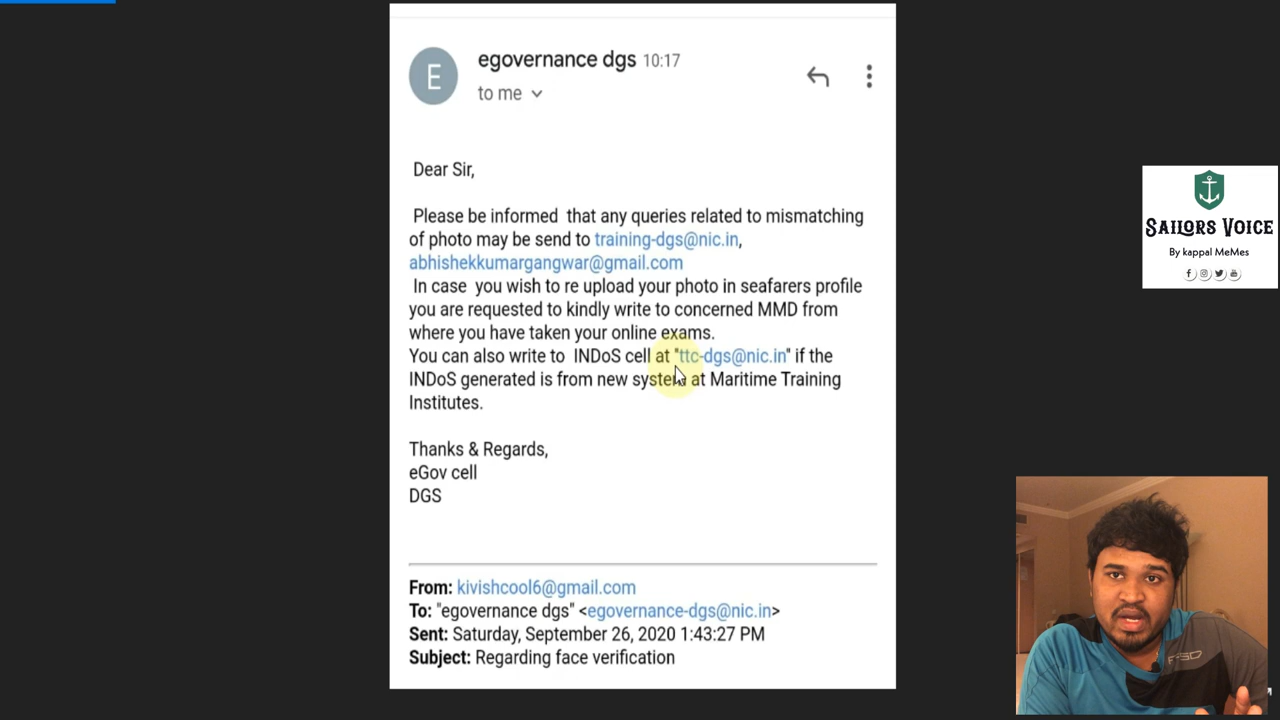 E
egovernance dgs 10:17
to me
Dear Sir,
Please be informed that any queries related to mismatching
of photo may be send to training-dgs@nic.in,
abhishekkumargangwar@gmail.com
In case you wish to re upload your photo in seafarers profile
you are requested to kindly write to concerned MMD from
where you have taken your online exams.
You can also write to INDoS cell at "ttc-dgs@nic.in" if the
INDoS generated is from new system at Maritime Training
Institutes.
Thanks & Regards,
eGov cell
DGS
From: kivishcool6@gmail.com
To: "egovernance dgs" <egovernance-dgs@nic.in>
Sent: Saturday, September 26, 2020 1:43:27 PM
Subject: Regarding face verification
SAILORS VOICE
By kappal MeMes